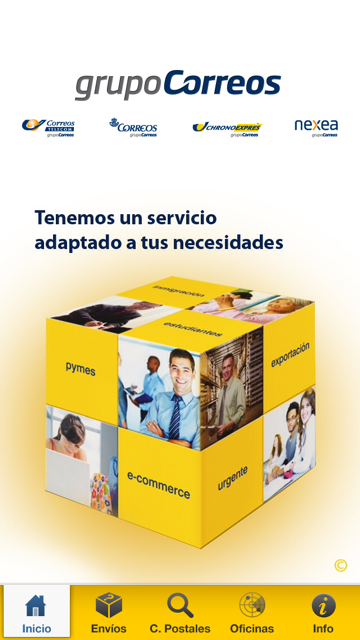 grupoCorreos
Correos TELECOM grupoCorreos
CORREOS grupoCorreos
CHRONOEXPRÉS grupoCorreos
nexea grupoCorreos
Tenemos un servicio
adaptado a tus necesidades
inmigración
estudiantes
pymes
exportación
e-commerce
urgente
©
Inicio
Envíos
C. Postales
Oficinas
Info